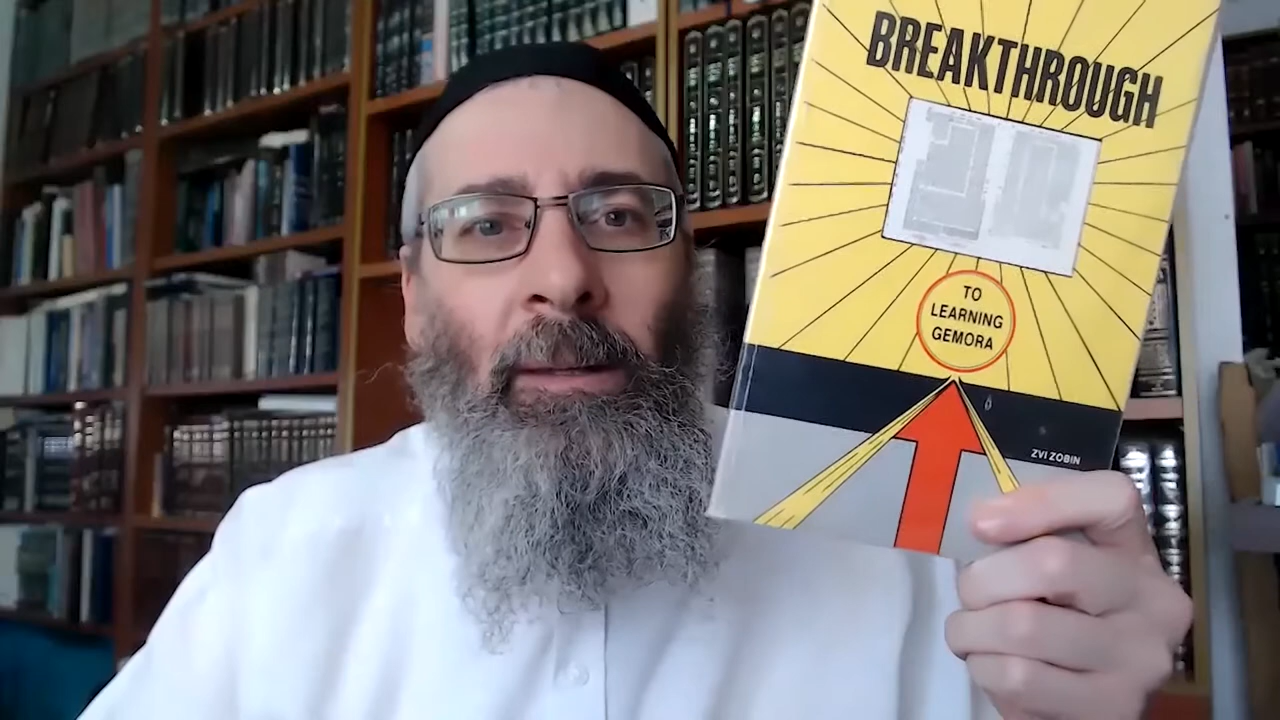 BREAKTHROUGH
TO
LEARNING
GEMORA
ZVI ZOBIN